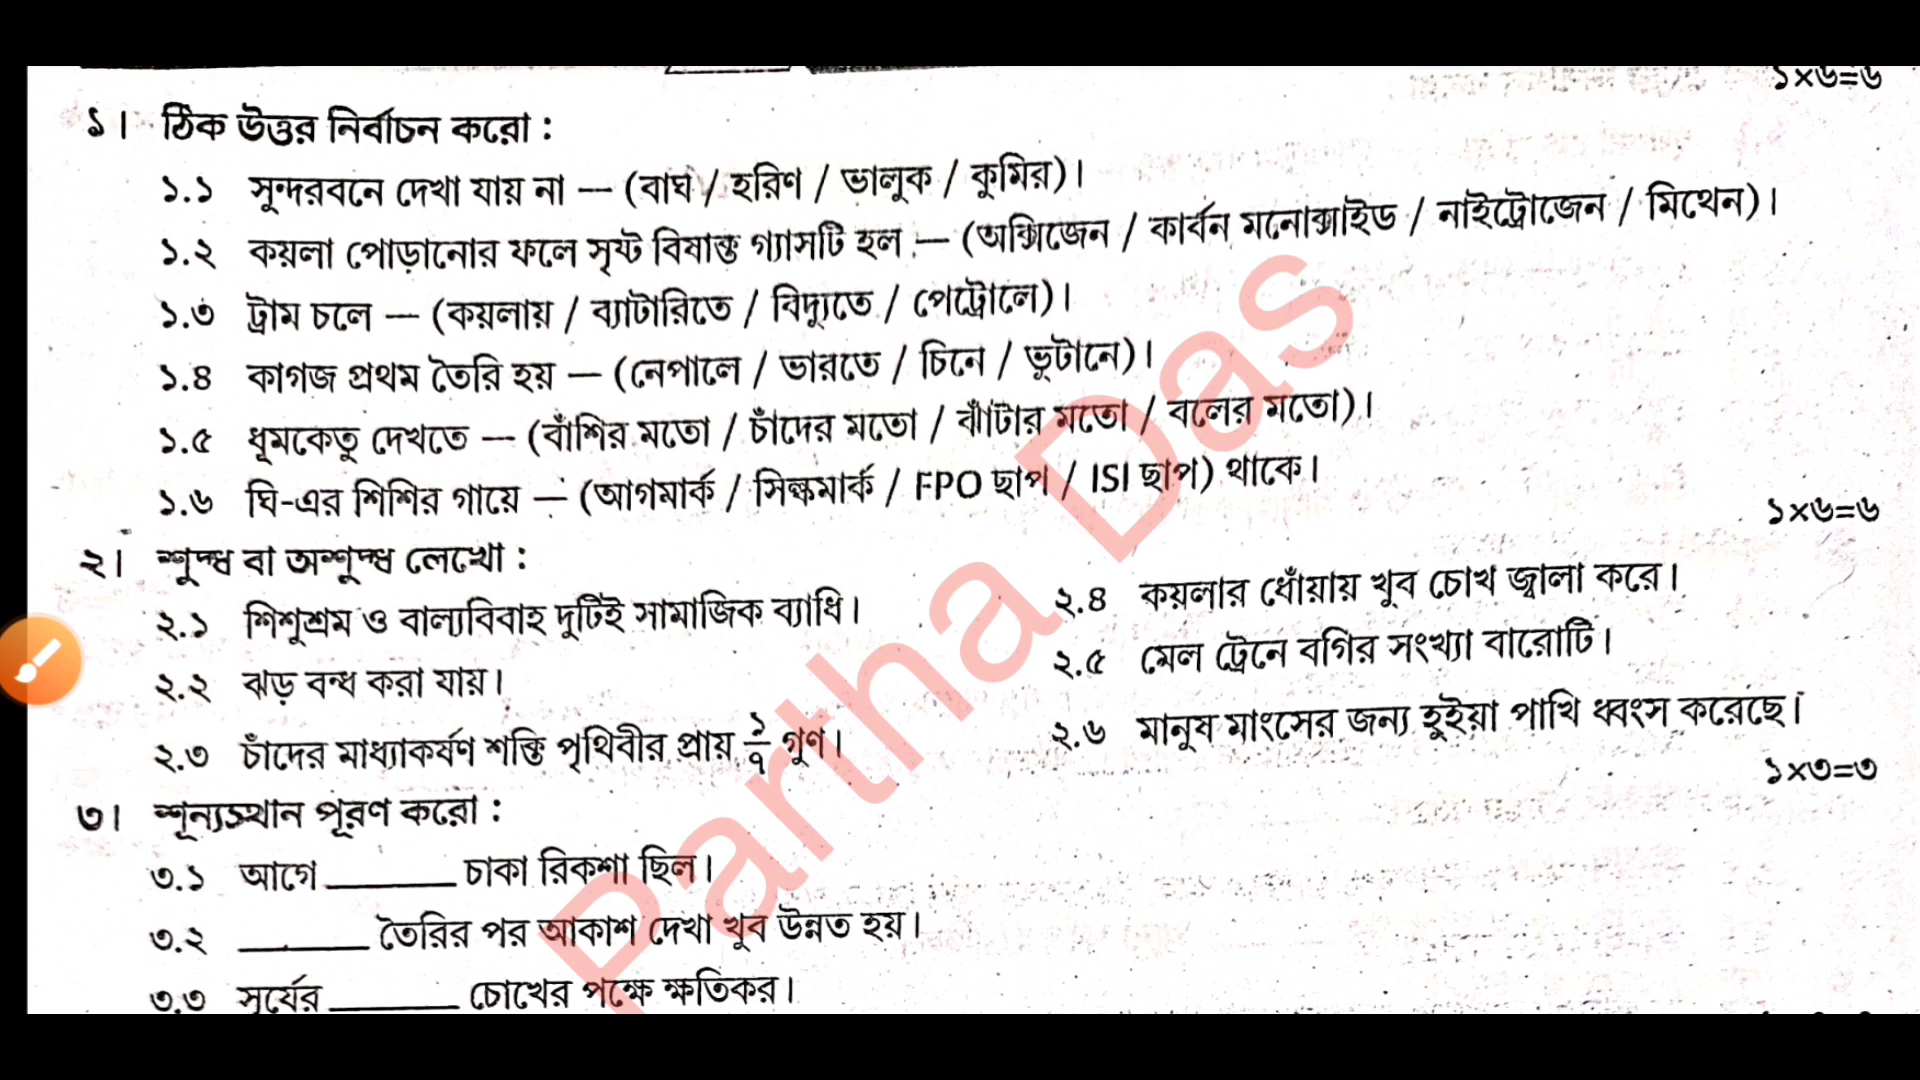 ১×৬=৬
১। ঠিক উত্তর নির্বাচন করো :
১.১ সুন্দরবনে দেখা যায় না — (বাঘ / হরিণ / ভালুক / কুমির)।
১.২ কয়লা পোড়ানোর ফলে সৃষ্ট বিষাক্ত গ্যাসটি হল — (অক্সিজেন / কার্বন মনোক্সাইড / নাইট্রোজেন / মিথেন)।
১.৩ ট্রাম চলে — (কয়লায় / ব্যাটারিতে / বিদ্যুতে / পেট্রোলে)।
১.৪ কাগজ প্রথম তৈরি হয় — (নেপালে / ভারতে / চিনে / ভুটানে)।
১.৫ ধূমকেতু দেখতে — (বাঁশির মতো / চাঁদের মতো / ঝাঁটার মতো / বলের মতো)।
১.৬ ঘি-এর শিশির গায়ে — (আগমার্ক / সিল্কমার্ক / FPO ছাপ / ISI ছাপ) থাকে।
১×৬=৬
২। শুদ্ধ বা অশুদ্ধ লেখো :
২.১ শিশুশ্রম ও বাল্যবিবাহ দুটিই সামাজিক ব্যাধি।
২.২ ঝড় বন্ধ করা যায়।
২.৩ চাঁদের মাধ্যাকর্ষণ শক্তি পৃথিবীর প্রায় ১/৭ গুণ।
২.৪ কয়লার ধোঁয়ায় খুব চোখ জ্বালা করে।
২.৫ মেল ট্রেনে বগির সংখ্যা বারোটি।
২.৬ মানুষ মাংসের জন্য হুইয়া পাখি ধ্বংস করেছে।
১×৩=৩
৩। শূন্যস্থান পূরণ করো :
৩.১ আগে ______ চাকা রিকশা ছিল।
৩.২ ______ তৈরির পর আকাশ দেখা খুব উন্নত হয়।
৩.৩ সূর্যের ______ চোখের পক্ষে ক্ষতিকর।
Partha Das